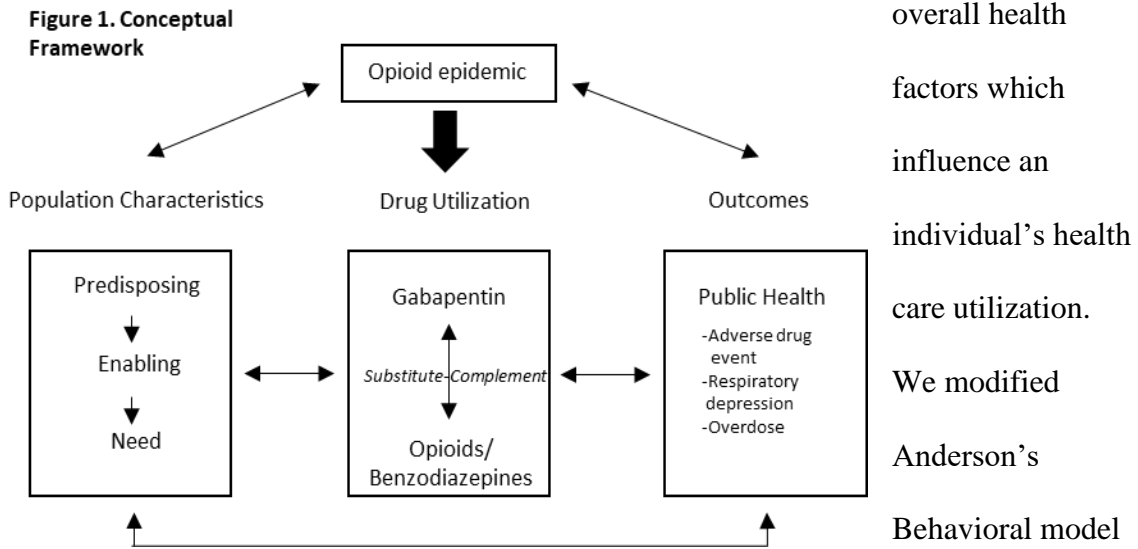 Figure 1. Conceptual
Framework
Opioid epidemic
Population Characteristics
Drug Utilization
Outcomes
Predisposing
Enabling
Need
Gabapentin
Substitute-Complement
Opioids/
Benzodiazepines
Public Health
-Adverse drug
event
-Respiratory
depression
-Overdose
overall health
factors which
influence an
individual’s health
care utilization.
We modified
Anderson’s
Behavioral model